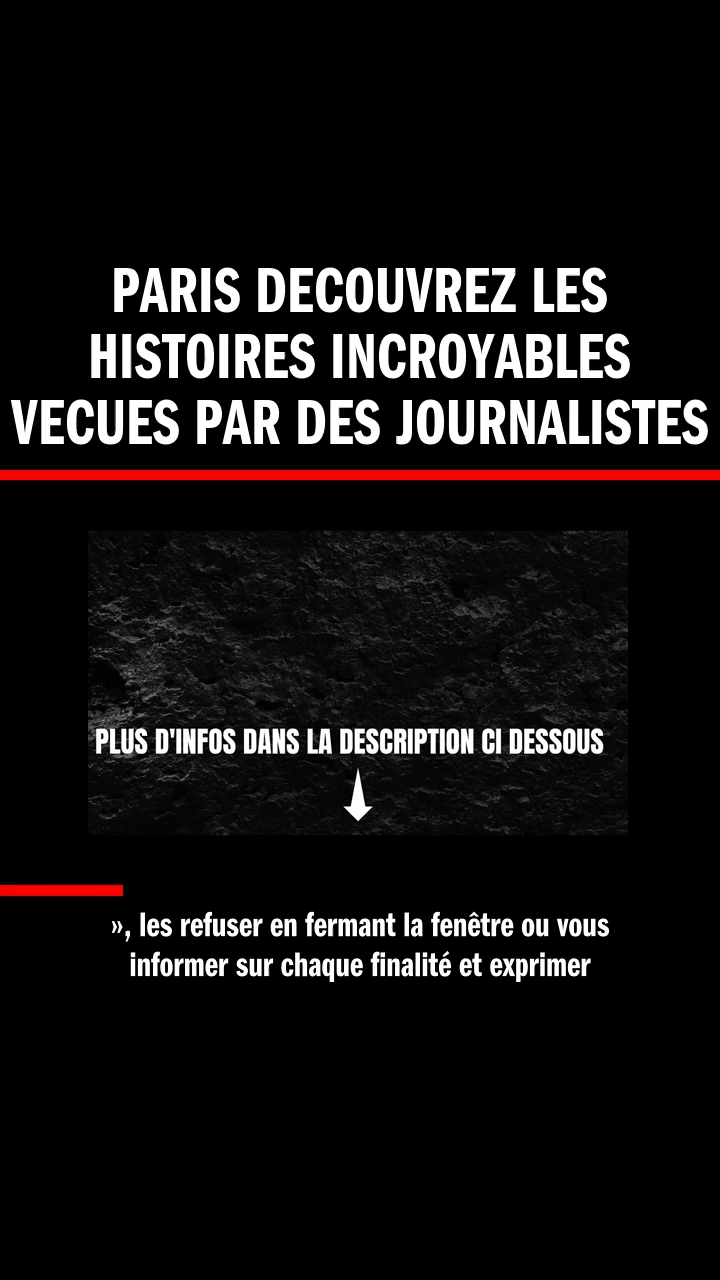 PARIS DECOUVREZ LES
HISTOIRES INCROYABLES
VECUES PAR DES JOURNALISTES
PLUS D'INFOS DANS LA DESCRIPTION CI DESSOUS
», les refuser en fermant la fenêtre ou vous
informer sur chaque finalité et exprimer